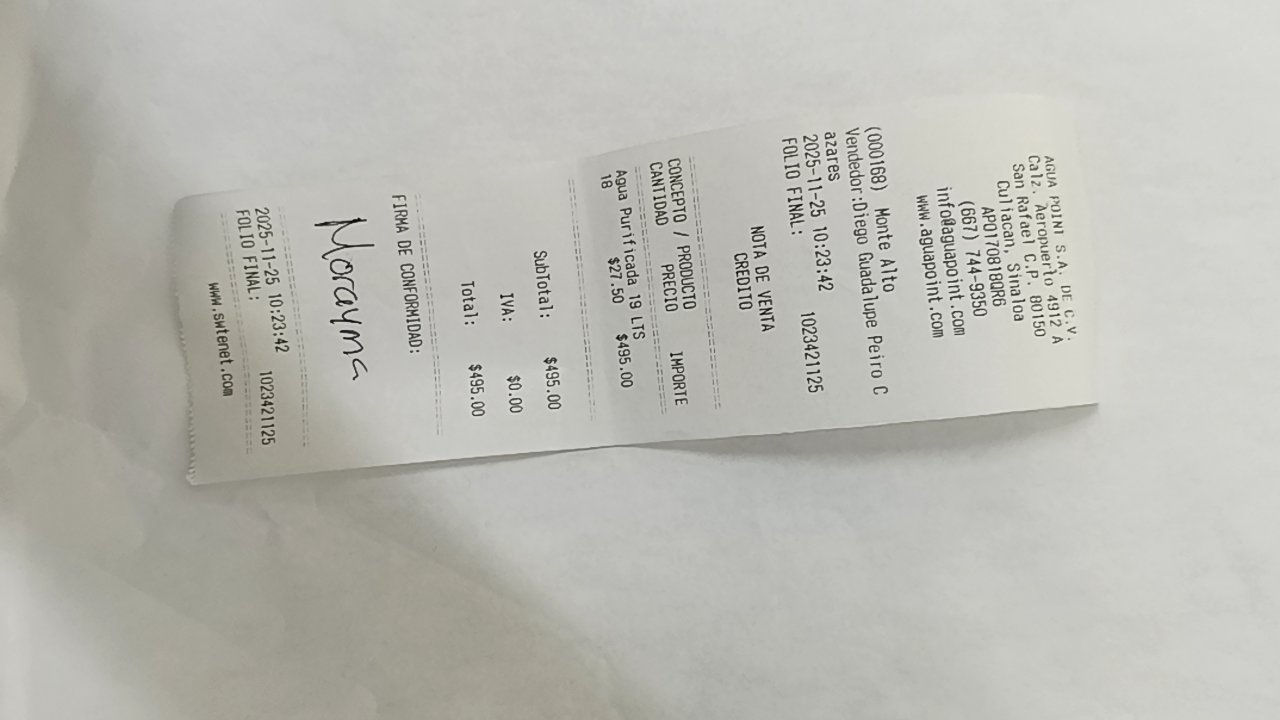 AGUA POINT S.A. DE C.V.
Calz. Aeropuerto 4912 A
San Rafael C.P. 80150
Culiacan, Sinaloa
APO170818QR6
(667) 744-9350
info@aguapoint.com
www.aguapoint.com
(000168) Monte Alto
Vendedor:Diego Guadalupe Peiro C
azares
2025-11-25 10:23:42
FOLIO FINAL: 1023421125
NOTA DE VENTA
CREDITO
CONCEPTO / PRODUCTO
CANTIDAD PRECIO IMPORTE
Agua Purificada 19 LTS
18 $27.50 $495.00
SubTotal: $495.00
IVA: $0.00
Total: $495.00
FIRMA DE CONFORMIDAD:
Morayma
2025-11-25 10:23:42
FOLIO FINAL: 1023421125
www.swtenet.com